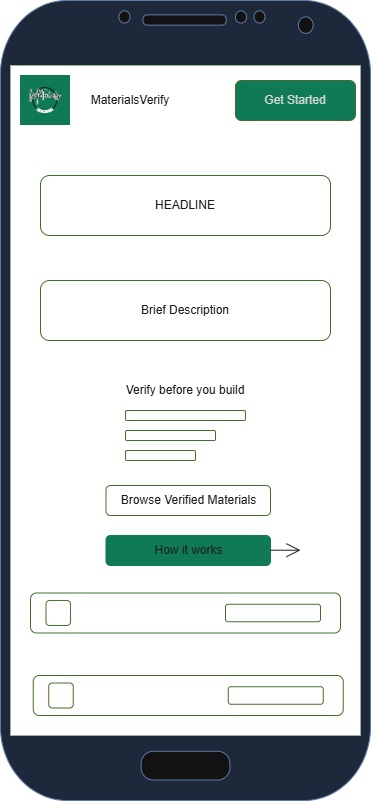 MaterialsVerify
Get Started
HEADLINE
Brief Description
Verify before you build
Browse Verified Materials
How it works